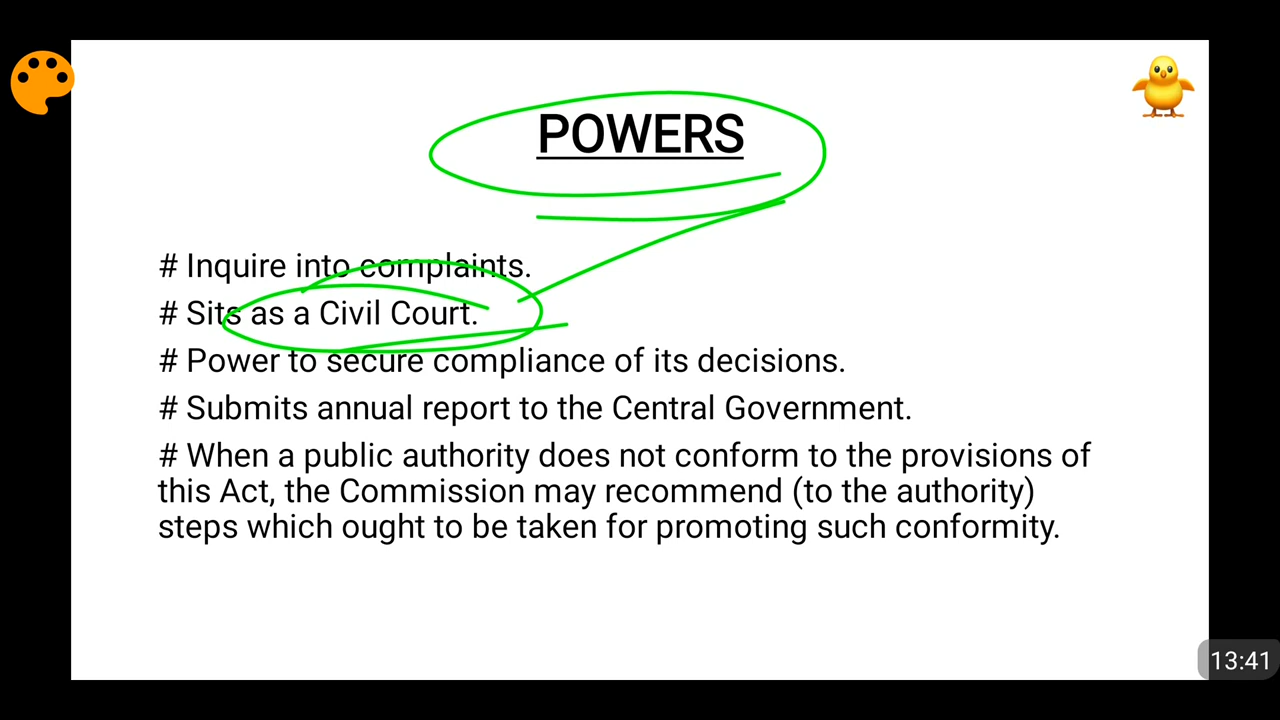 POWERS
# Inquire into complaints.
# Sits as a Civil Court.
# Power to secure compliance of its decisions.
# Submits annual report to the Central Government.
# When a public authority does not conform to the provisions of
this Act, the Commission may recommend (to the authority)
steps which ought to be taken for promoting such conformity.
13:41